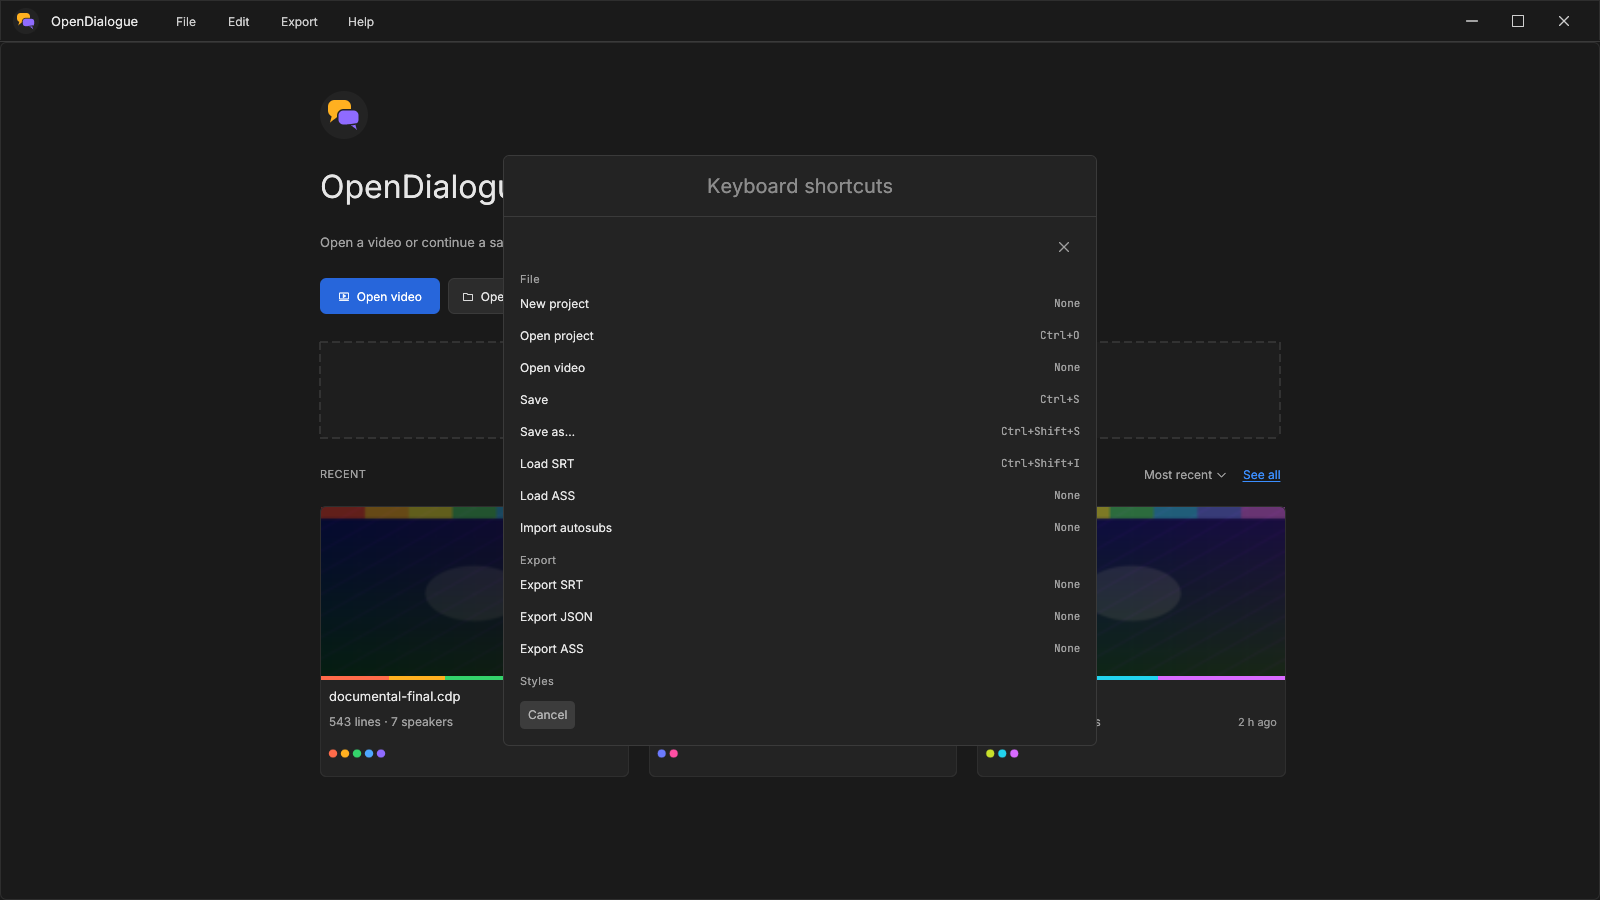 OpenDialogue
File
Edit
Export
Help
OpenDialogu
Open a video or continue a sa
Open video
Ope
RECENT
Most recent
See all
documental-final.cdp
543 lines · 7 speakers
s
2 h ago
Keyboard shortcuts
File
New project None
Open project Ctrl+O
Open video None
Save Ctrl+S
Save as... Ctrl+Shift+S
Load SRT Ctrl+Shift+I
Load ASS None
Import autosubs None
Export
Export SRT None
Export JSON None
Export ASS None
Styles
Cancel